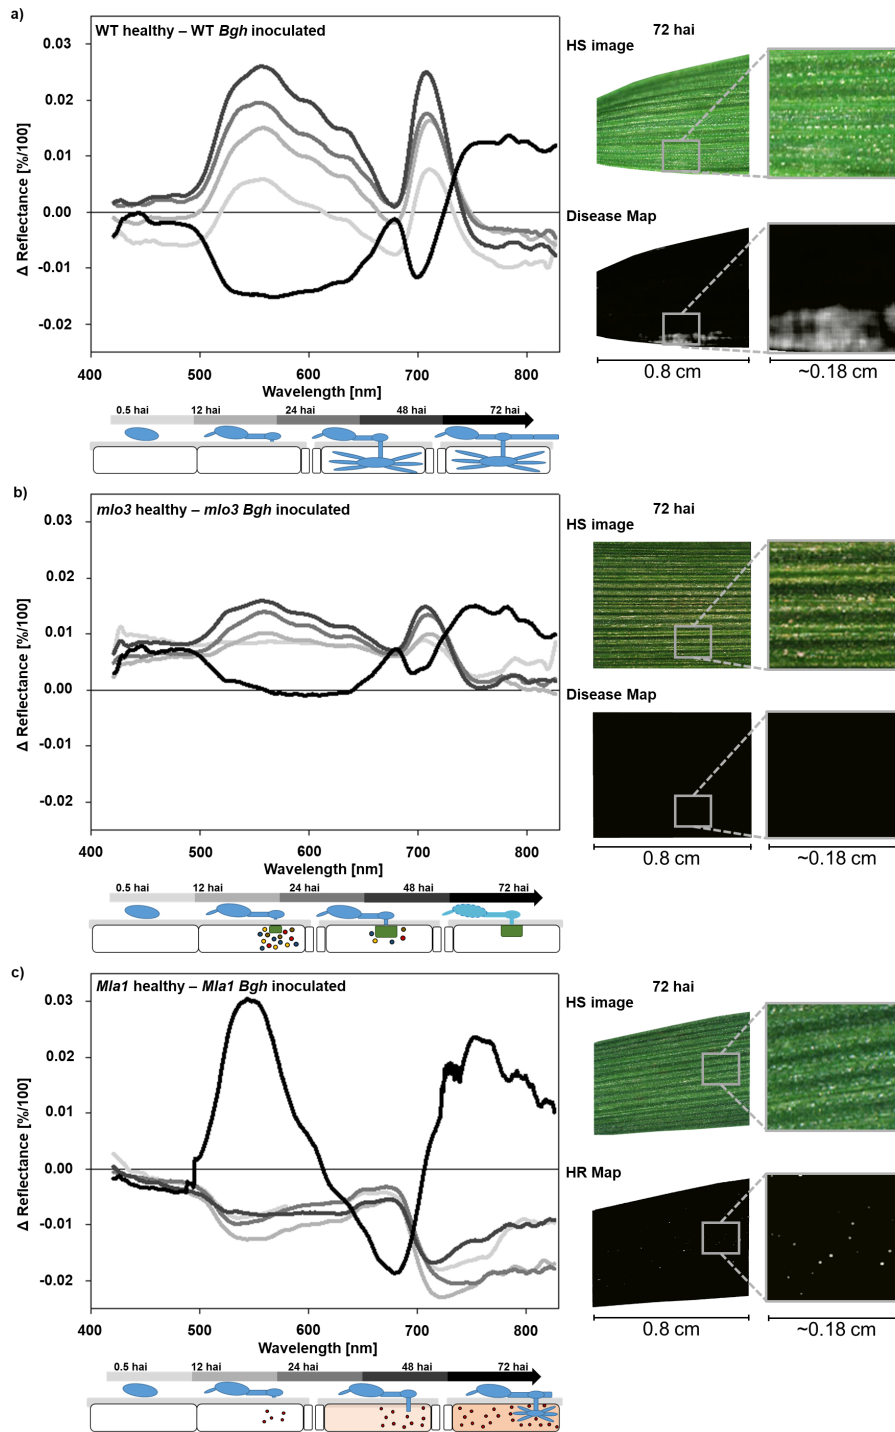 a)
WT healthy – WT Bgh inoculated
0.03
0.02
0.01
0.00
-0.01
-0.02
Δ Reflectance [%/100]
400 500 600 700 800
Wavelength [nm]
0.5 hai 12 hai 24 hai 48 hai 72 hai
72 hai
HS image
Disease Map
0.8 cm ~0.18 cm
b)
mlo3 healthy – mlo3 Bgh inoculated
0.03
0.02
0.01
0.00
-0.01
-0.02
Δ Reflectance [%/100]
400 500 600 700 800
Wavelength [nm]
0.5 hai 12 hai 24 hai 48 hai 72 hai
72 hai
HS image
Disease Map
0.8 cm ~0.18 cm
c)
Mla1 healthy – Mla1 Bgh inoculated
0.03
0.02
0.01
0.00
-0.01
-0.02
Δ Reflectance [%/100]
400 500 600 700 800
Wavelength [nm]
0.5 hai 12 hai 24 hai 48 hai 72 hai
72 hai
HS image
HR Map
0.8 cm ~0.18 cm